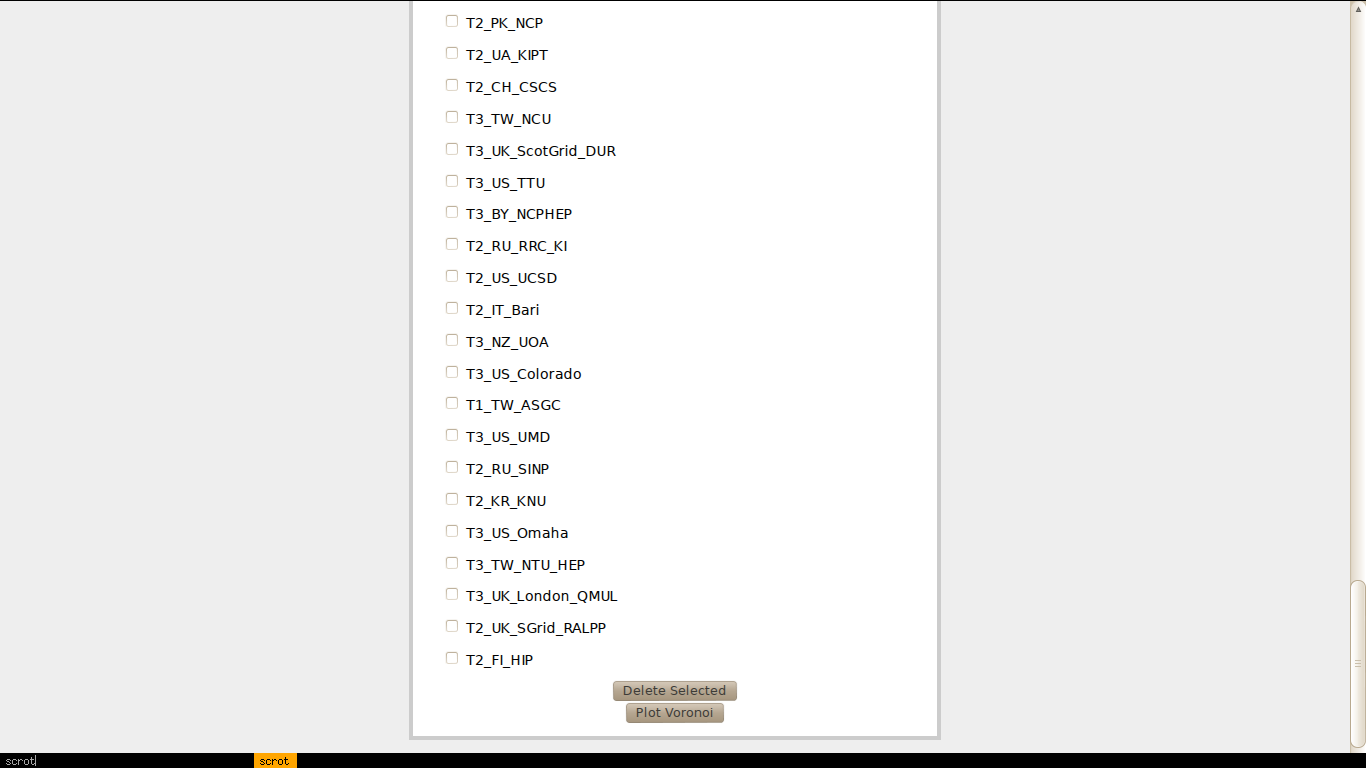 T2_PK_NCP
T2_UA_KIPT
T2_CH_CSCS
T3_TW_NCU
T3_UK_ScotGrid_DUR
T3_US_TTU
T3_BY_NCPHEP
T2_RU_RRC_KI
T2_US_UCSD
T2_IT_Bari
T3_NZ_UOA
T3_US_Colorado
T1_TW_ASGC
T3_US_UMD
T2_RU_SINP
T2_KR_KNU
T3_US_Omaha
T3_TW_NTU_HEP
T3_UK_London_QMUL
T2_UK_SGrid_RALPP
T2_FI_HIP
Delete Selected
Plot Voronoi
scrot scrot